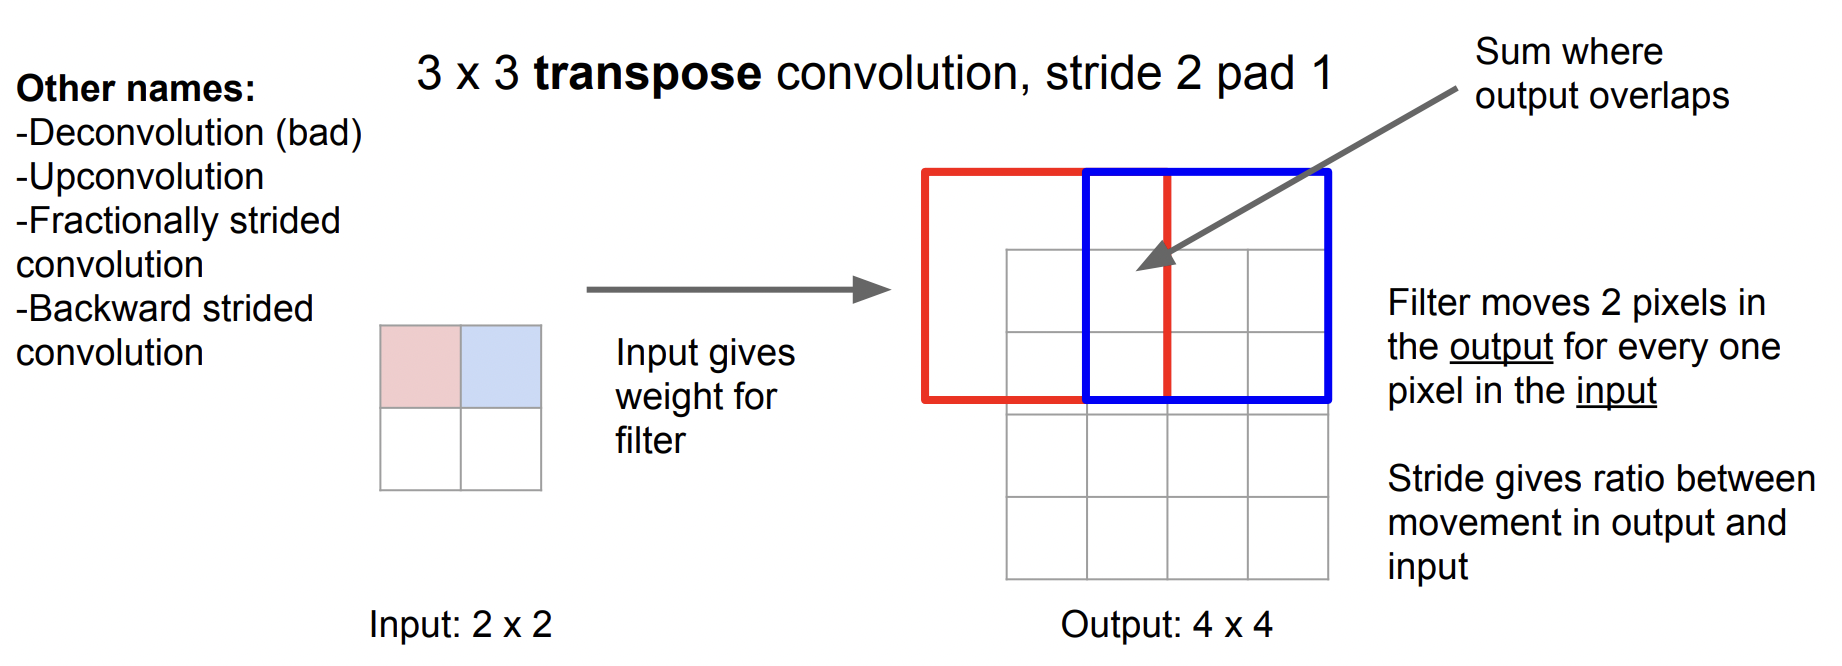 3 x 3 transpose convolution, stride 2 pad 1
Other names:
-Deconvolution (bad)
-Upconvolution
-Fractionally strided
convolution
-Backward strided
convolution
Input gives
weight for
filter
Sum where
output overlaps
Filter moves 2 pixels in
the output for every one
pixel in the input
Stride gives ratio between
movement in output and
input
Input: 2 x 2
Output: 4 x 4